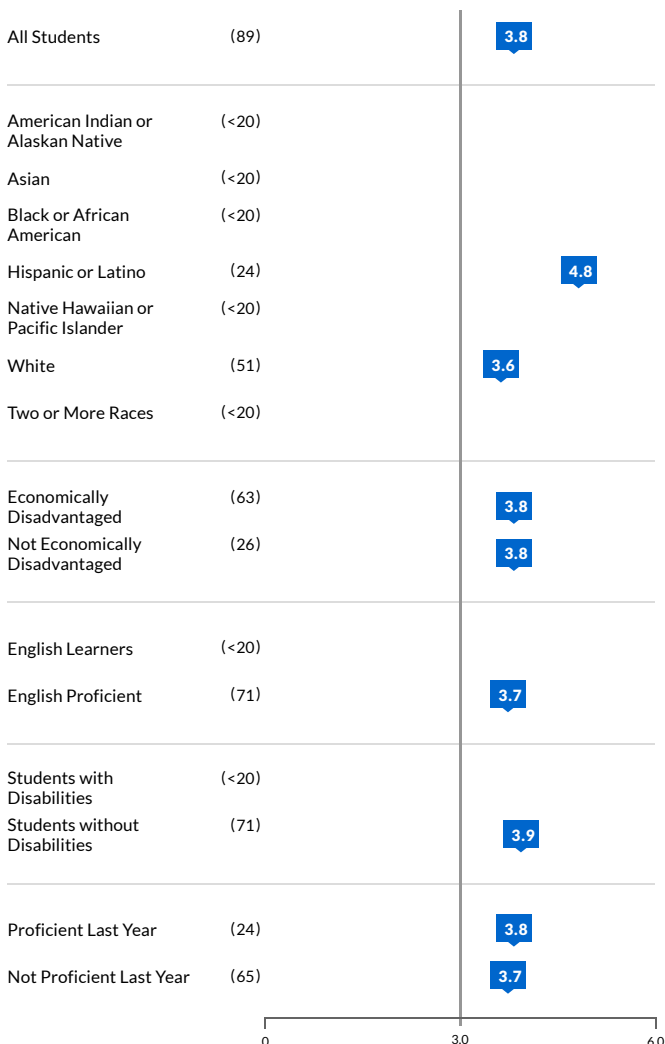 All Students (89) 3.8
American Indian or (<20)
Alaskan Native
Asian (<20)
Black or African (<20)
American
Hispanic or Latino (24) 4.8
Native Hawaiian or (<20)
Pacific Islander
White (51) 3.6
Two or More Races (<20)
Economically (63) 3.8
Disadvantaged
Not Economically (26) 3.8
Disadvantaged
English Learners (<20)
English Proficient (71) 3.7
Students with (<20)
Disabilities
Students without (71) 3.9
Disabilities
Proficient Last Year (24) 3.8
Not Proficient Last Year (65) 3.7
0 3.0 6.0